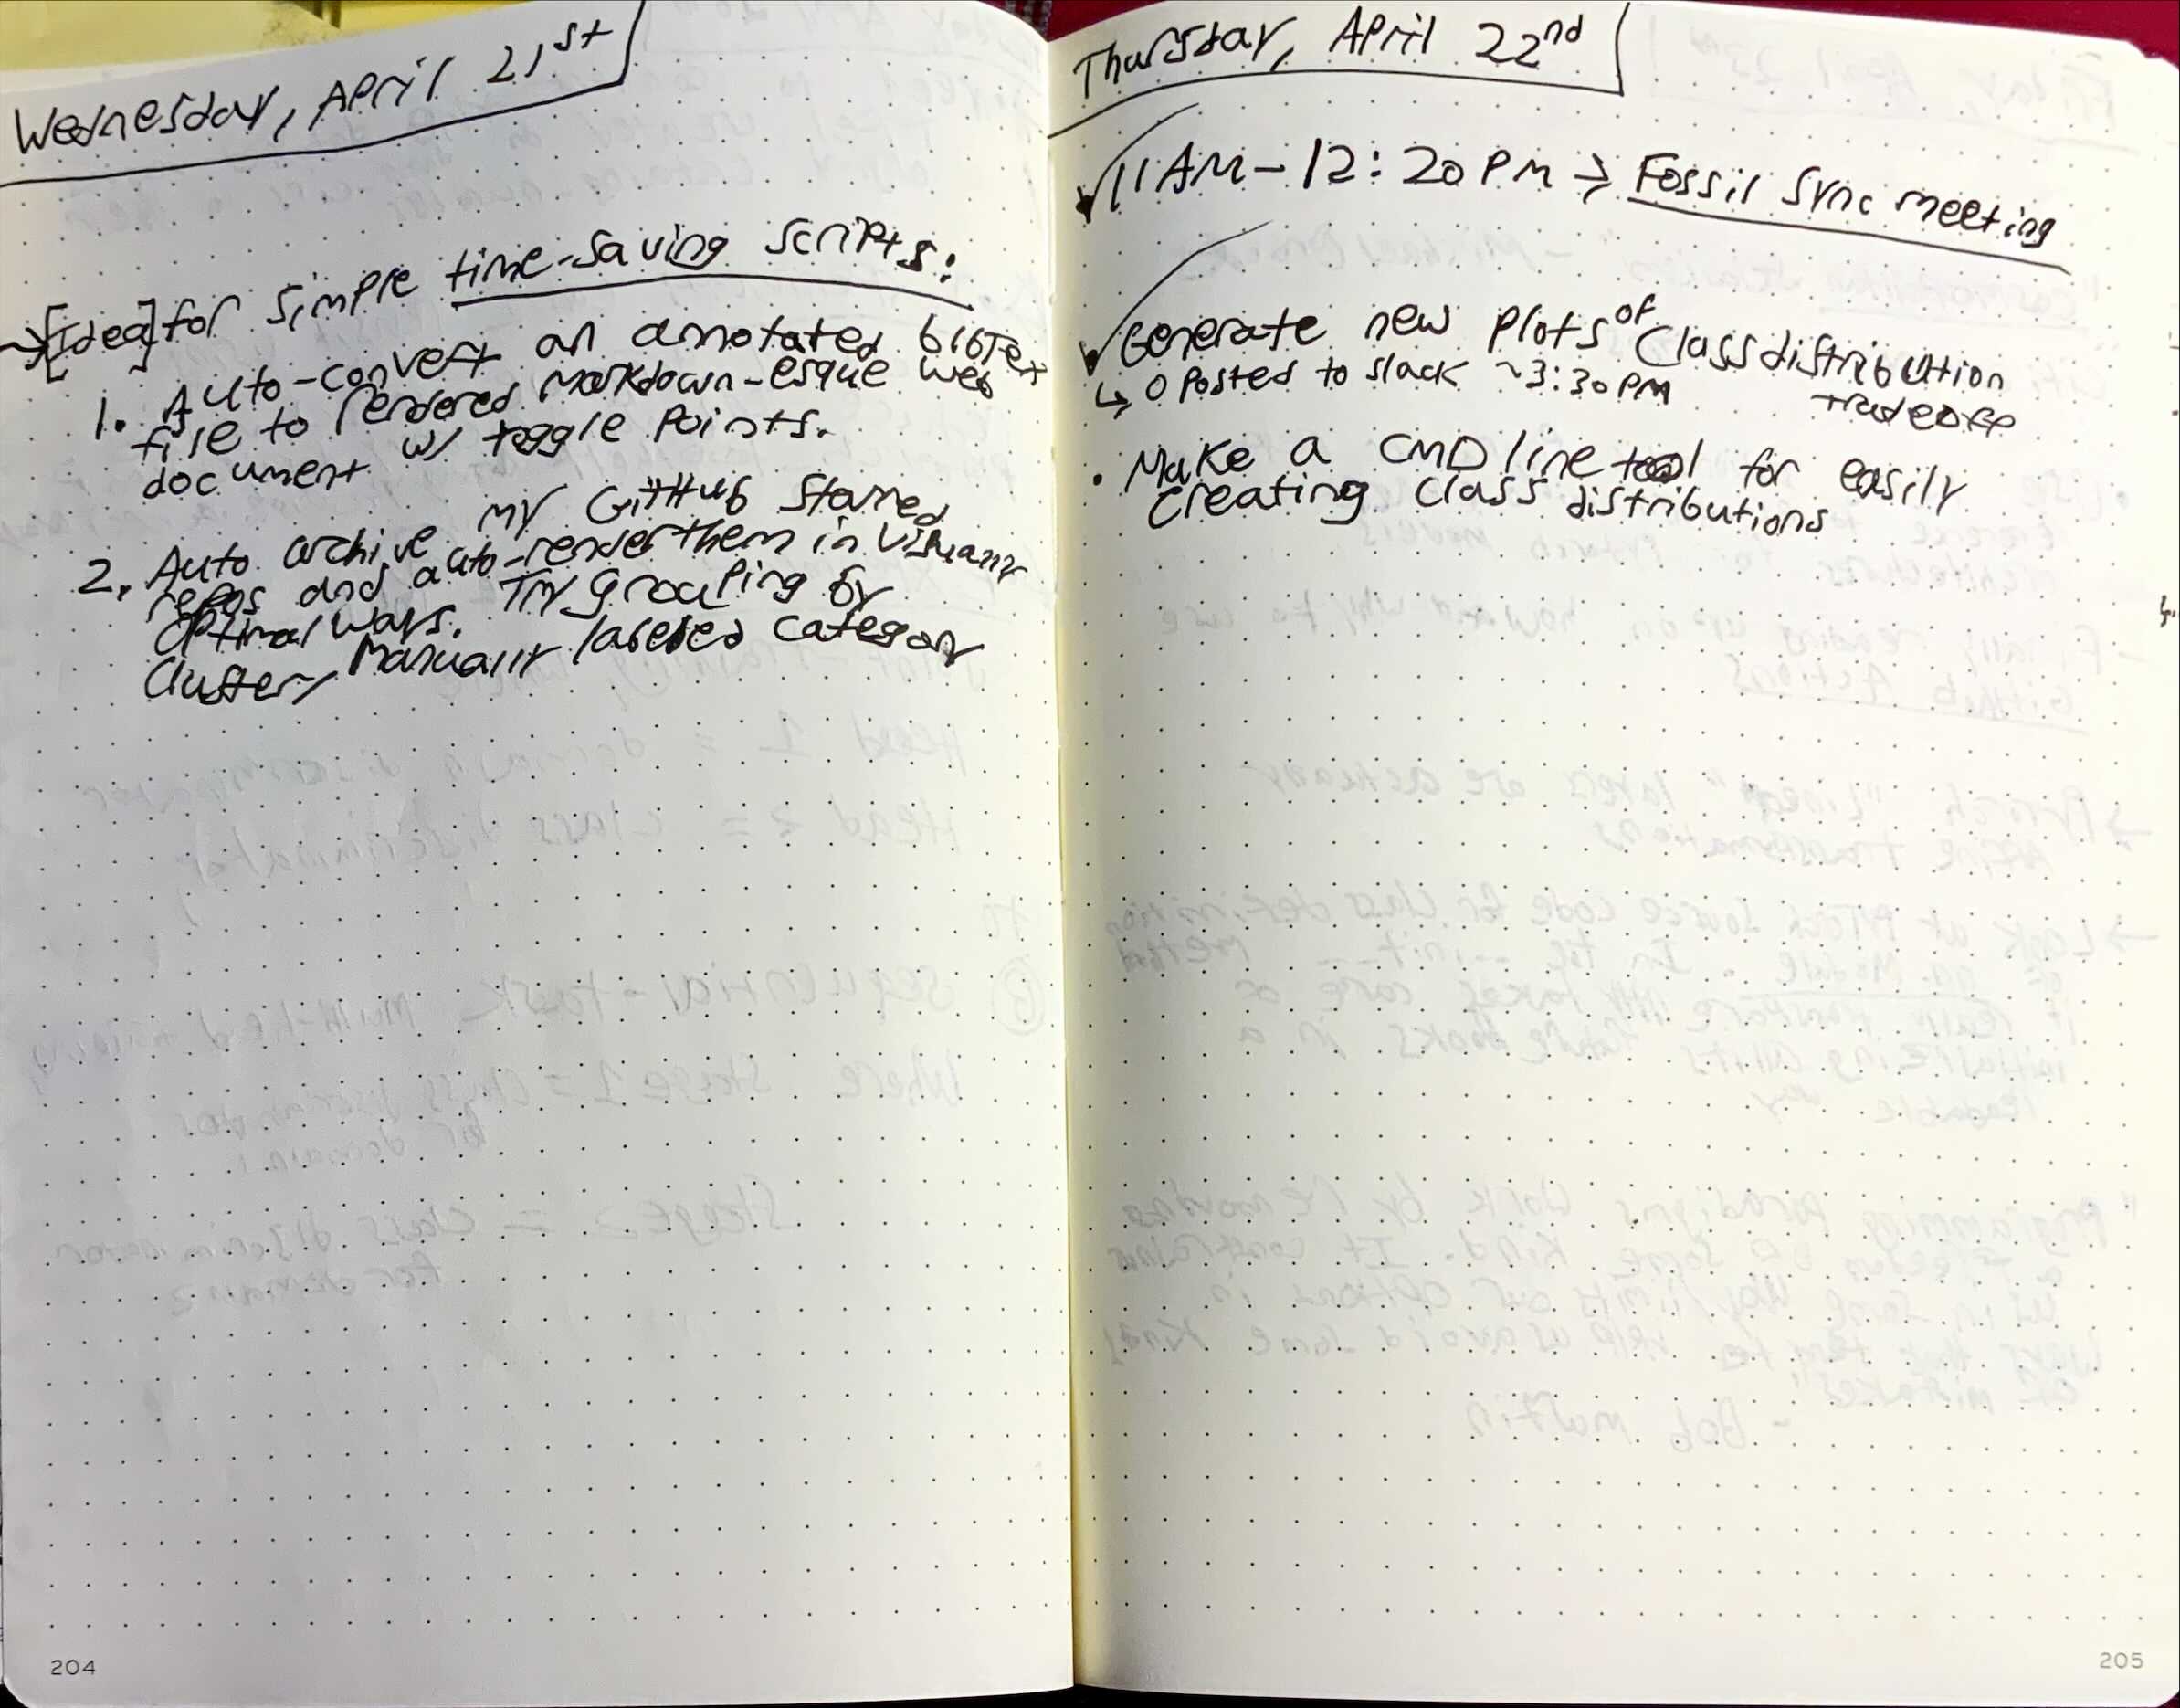 Wednesday, April 21st
→[Idea] for simple time-saving scripts:
1. Auto-convert an annotated bibTex
file to rendered markdown-esque web
document w/ toggle points.
2. Auto archive my GitHub starred
repos and auto-render them in visually
optimal ways. Try grouping by
cluster/manually labeled category
204
Thursday, April 22nd
✓ 11AM-12:20PM → Fossil Sync meeting
✓ Generate new plots of class distribution
tradeoff
↳ o Posted to slack ~3:30PM
• Make a CMD line tool for easily
creating class distributions
205